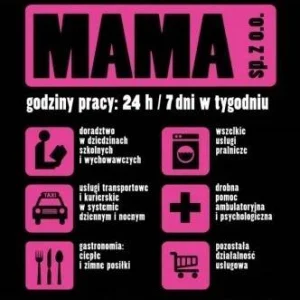 MAMA sp. z o.o.
godziny pracy: 24 h / 7 dni w tygodniu
doradztwo
w dziedzinach
szkolnych
i wychowawczych
wszelkie
usługi
pralnicze
TAXI
usługi transportowe
i kurierskie
w systemie
dziennym i nocnym
drobna
pomoc
ambulatoryjna
i psychologiczna
gastronomia:
ciepłe
i zimne posiłki
pozostała
działalność
usługowa